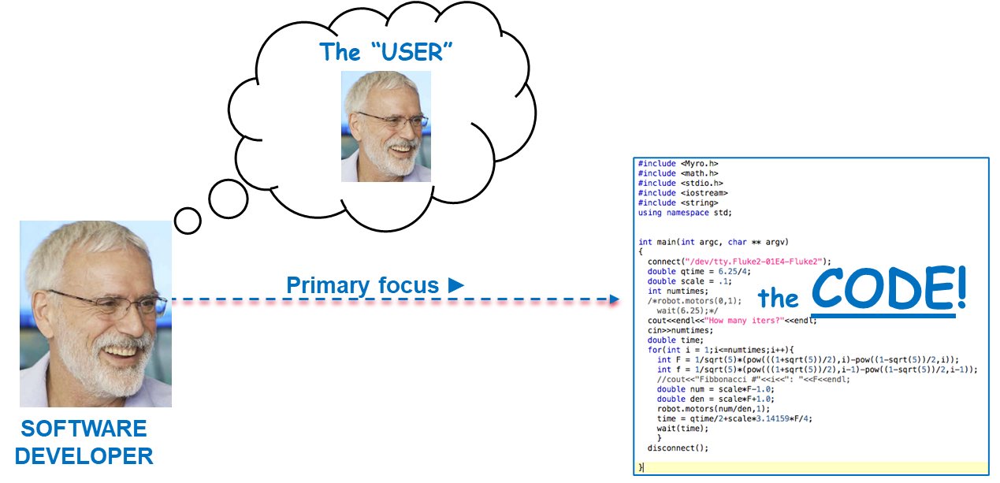 The “USER”
Primary focus ►
SOFTWARE
DEVELOPER
#include <Myro.h>
#include <math.h>
#include <stdio.h>
#include <iostream>
#include <string>
using namespace std;
int main(int argc, char ** argv)
{
connect("/dev/tty.Fluke2-01E4-Fluke2");
double qtime = 6.25/4;
double scale = .1;
int numtimes;
/*robot.motors(0,1);
wait(6.25);*/
cout<<endl<<"How many iters?"<<endl;
cin>>numtimes;
double time;
for(int i = 1;i<=numtimes;i++){
int F = 1/sqrt(5)*(pow(((1+sqrt(5))/2),i)-pow((1-sqrt(5))/2,i));
int f = 1/sqrt(5)*(pow(((1+sqrt(5))/2),i-1)-pow((1-sqrt(5))/2,i-1));
//cout<<"Fibbonacci #"<<i<<": "<<F<<endl;
double num = scale*F-1.0;
double den = scale*F+1.0;
robot.motors(num/den,1);
time = qtime/2+scale*3.14159*F/4;
wait(time);
}
disconnect();
}
the CODE!